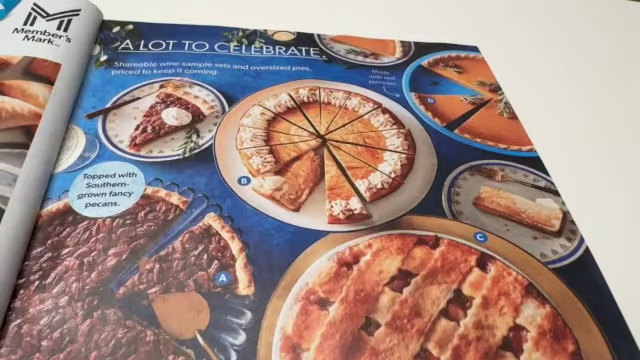 Member's
Mark™
A LOT TO CELEBRATE.
Shareable wine sample sets and oversized pies,
priced to keep it coming.
Made
with real
pumpkin
D
B
Topped with
Southern-
grown fancy
pecans.
A
C